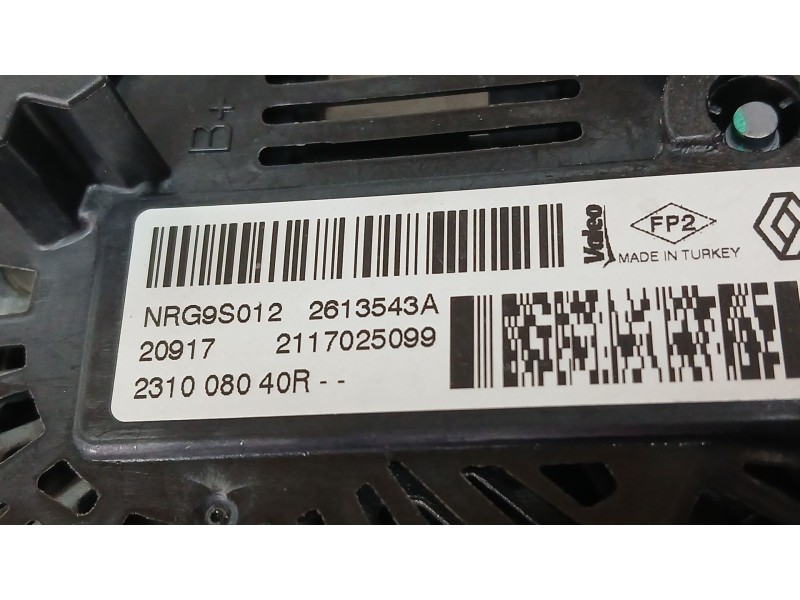 B+
Valeo
FP2
MADE IN TURKEY
NRG9S012 2613543A
20917 2117025099
2310 080 40R - -